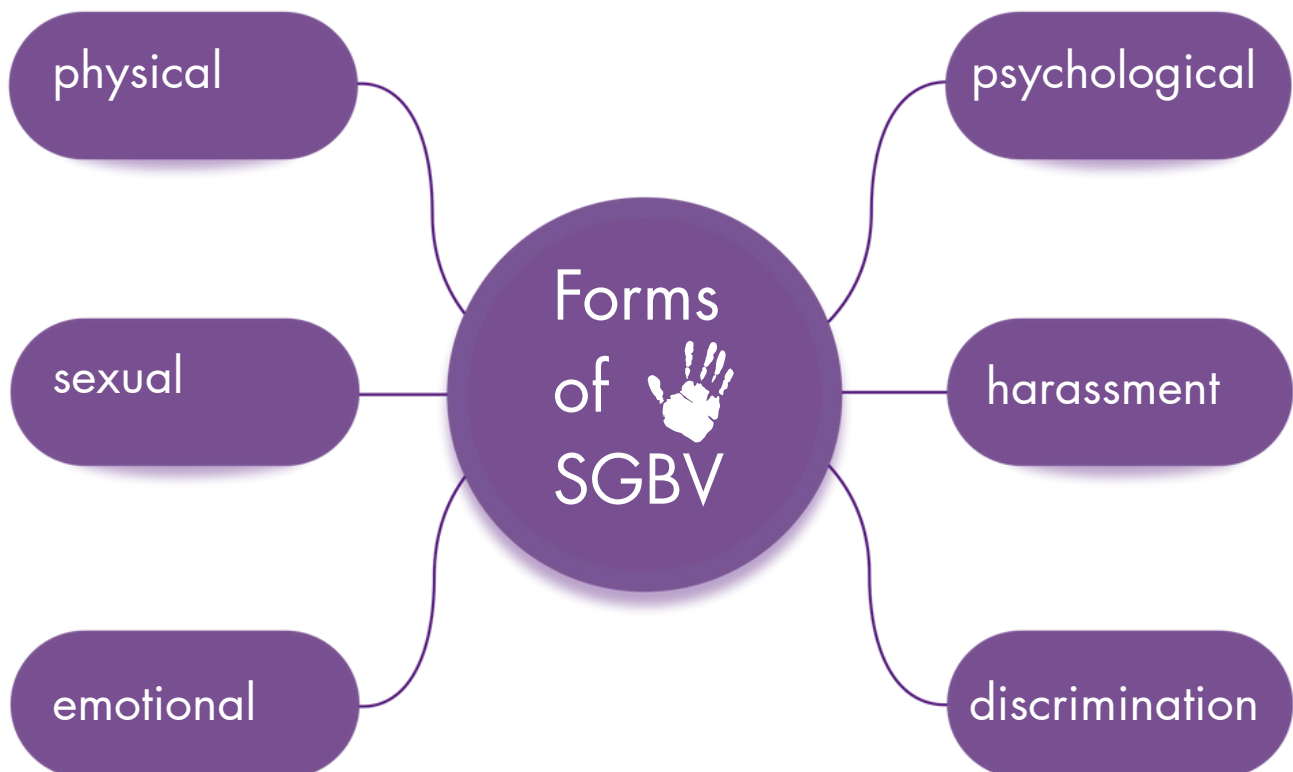 physical
sexual
emotional
Forms
of
SGBV
psychological
harassment
discrimination